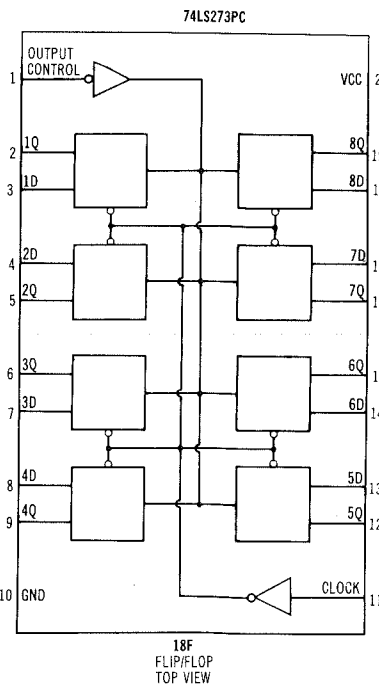 74LS273PC
OUTPUT
CONTROL
1
VCC
2
1Q
2
8Q
1D
3
8D
2D
4
7D
2Q
5
7Q
3Q
6
6Q
3D
7
6D
14
4D
8
5D
13
4Q
9
5Q
12
10 GND
CLOCK
11
18F
FLIP/FLOP
TOP VIEW